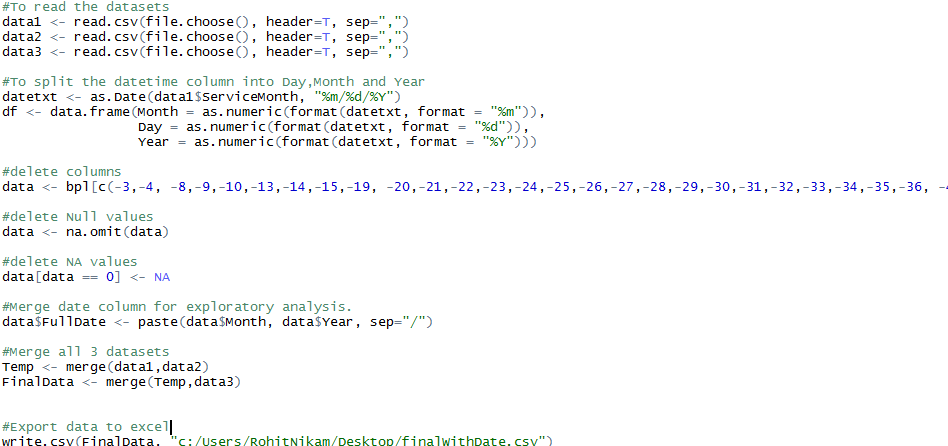 #To read the datasets
data1 <- read.csv(file.choose(), header=T, sep=",")
data2 <- read.csv(file.choose(), header=T, sep=",")
data3 <- read.csv(file.choose(), header=T, sep=",")
#To split the datetime column into Day,Month and Year
datetxt <- as.Date(data1$ServiceMonth, "%m/%d/%Y")
df <- data.frame(Month = as.numeric(format(datetxt, format = "%m")),
Day = as.numeric(format(datetxt, format = "%d")),
Year = as.numeric(format(datetxt, format = "%Y")))
#delete columns
data <- bpl[c(-3,-4, -8,-9,-10,-13,-14,-15,-19, -20,-21,-22,-23,-24,-25,-26,-27,-28,-29,-30,-31,-32,-33,-34,-35,-36,
#delete Null values
data <- na.omit(data)
#delete NA values
data[data == 0] <- NA
#Merge date column for exploratory analysis.
data$FullDate <- paste(data$Month, data$Year, sep="/")
#Merge all 3 datasets
Temp <- merge(data1,data2)
FinalData <- merge(Temp,data3)
#Export data to excel
write.csv(FinalData, "c:/Users/RohitNikam/Desktop/finalWithDate.csv")